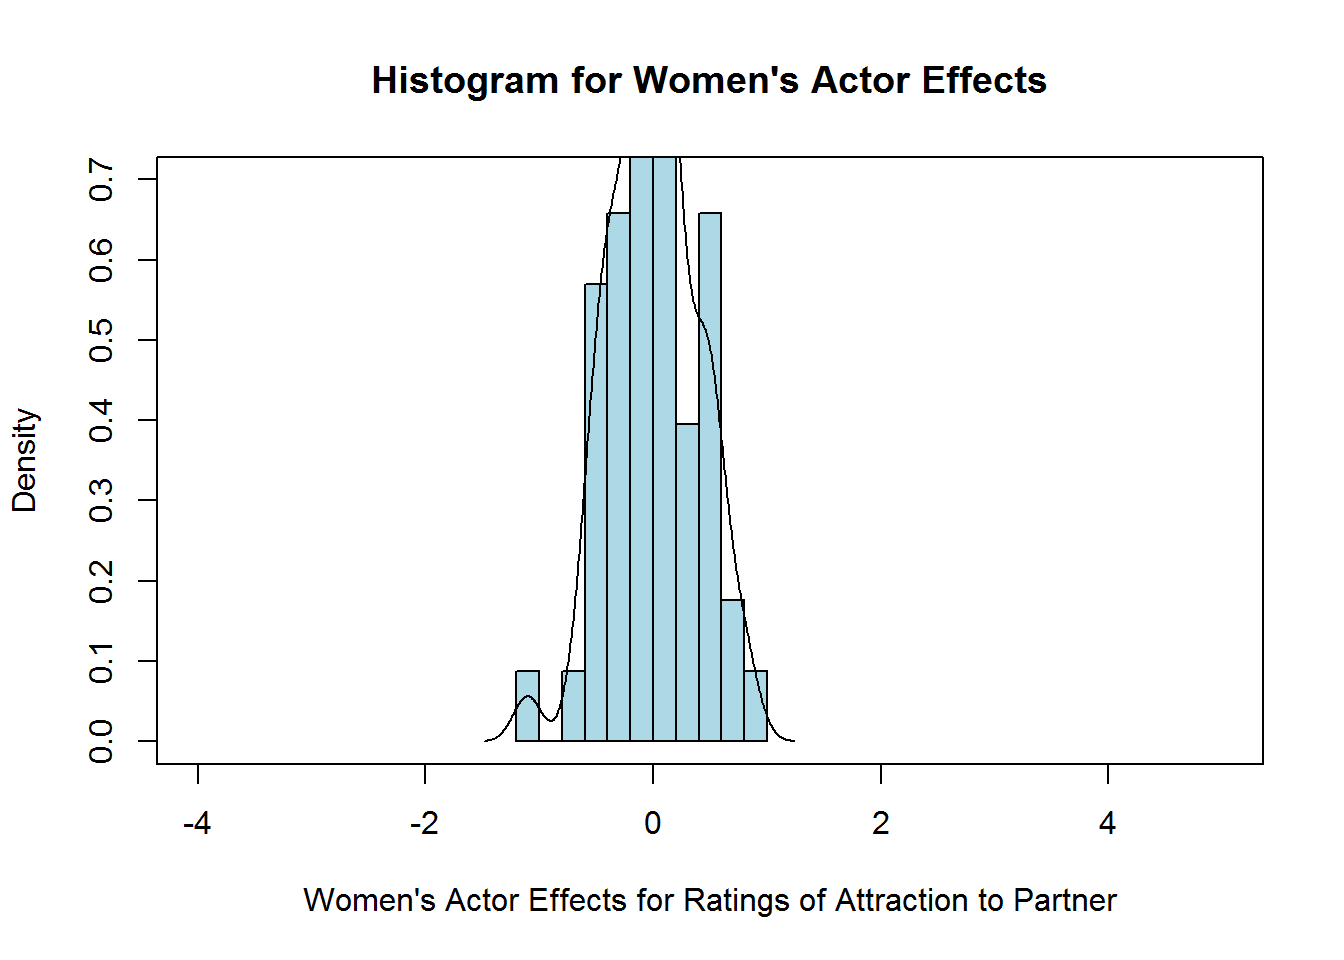 Histogram for Women's Actor Effects
0.7
0.6
0.5
0.4
0.3
0.2
0.1
0.0
Density
-4 -2 0 2 4
Women's Actor Effects for Ratings of Attraction to Partner